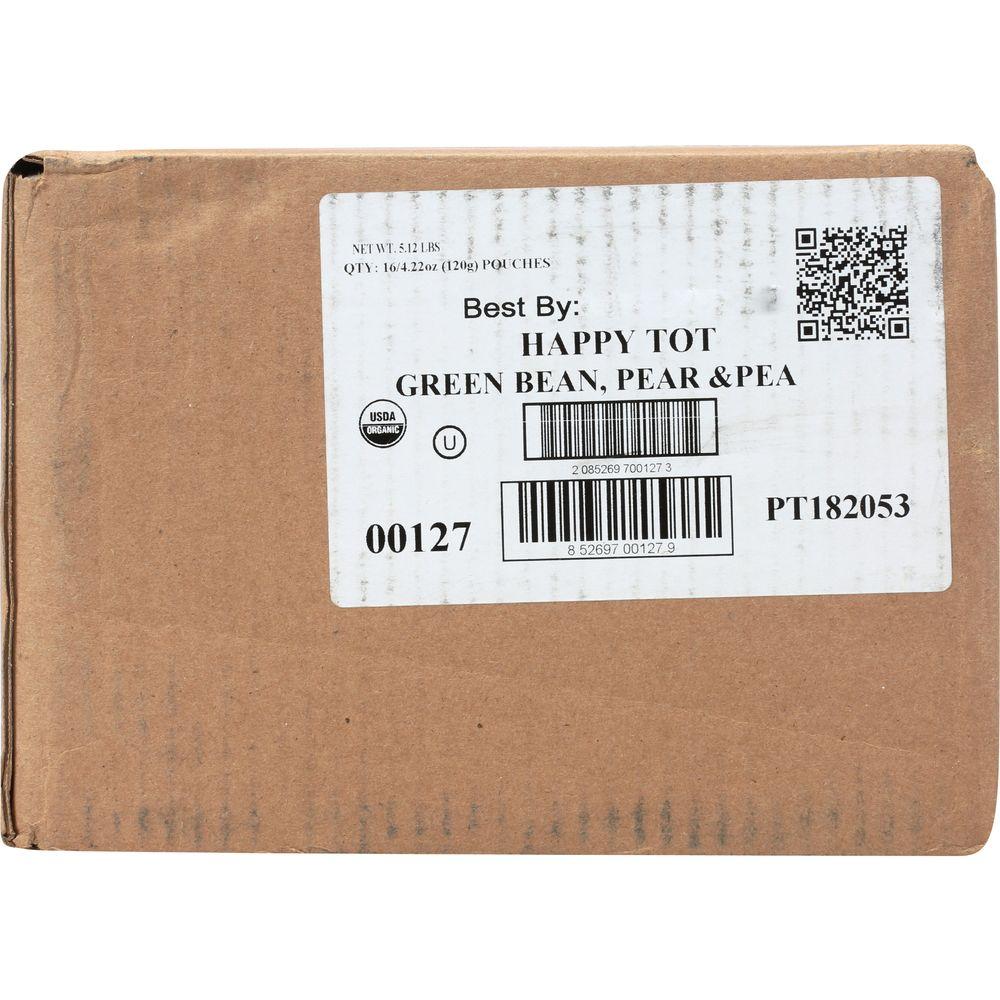 NET WT. 5.12 LBS
QTY: 16/4.22oz (120g) POUCHES
Best By:
HAPPY TOT
GREEN BEAN, PEAR &PEA
USDA
ORGANIC
U
2 085269 700127 3
00127
8 52697 00127 9
PT182053